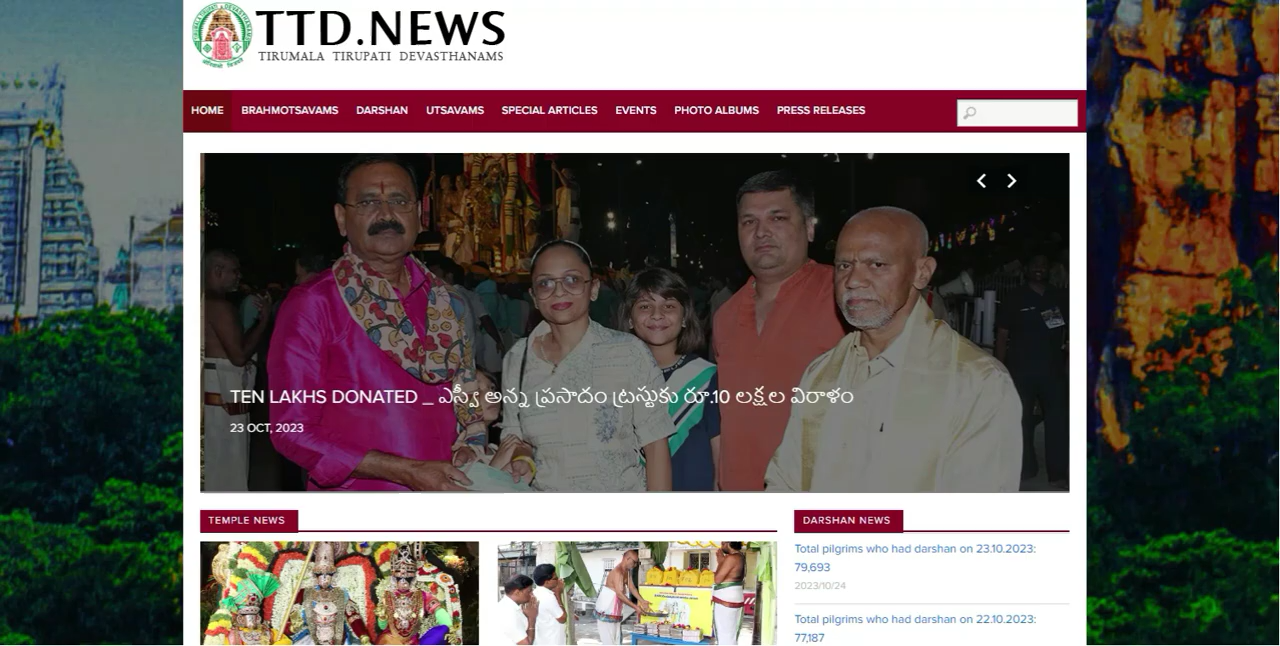 TTD.NEWS
TIRUMALA TIRUPATI DEVASTHANAMS
HOME BRAHMOTSAVAMS DARSHAN UTSAVAMS SPECIAL ARTICLES EVENTS PHOTO ALBUMS PRESS RELEASES
TEN LAKHS DONATED _ ఎస్వీ అన్న ప్రసాదం ట్రస్టుకు రూ.10 లక్షల విరాళం
23 OCT, 2023
TEMPLE NEWS
DARSHAN NEWS
Total pilgrims who had darshan on 23.10.2023:
79,693
2023/10/24
Total pilgrims who had darshan on 22.10.2023:
77,187